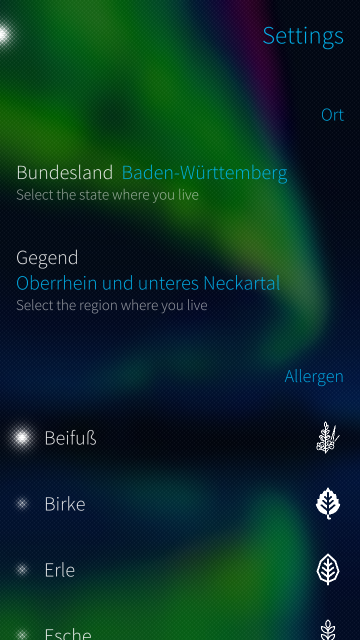 Settings
Ort
Bundesland Baden-Württemberg
Select the state where you live
Gegend
Oberrhein und unteres Neckartal
Select the region where you live
Allergen
Beifuß
Birke
Erle
Esche